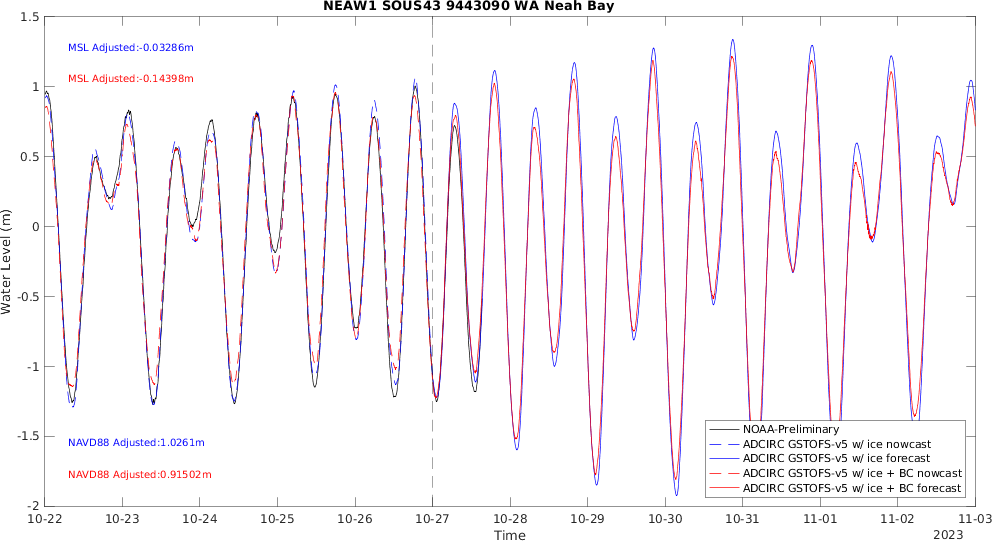 NEAW1 SOUS43 9443090 WA Neah Bay
1.5
1
0.5
0
-0.5
-1
-1.5
-2
Water Level (m)
MSL Adjusted:-0.03286m
MSL Adjusted:-0.14398m
NAVD88 Adjusted:1.0261m
NAVD88 Adjusted:0.91502m
NOAA-Preliminary
ADCIRC GSTOFS-v5 w/ ice nowcast
ADCIRC GSTOFS-v5 w/ ice forecast
ADCIRC GSTOFS-v5 w/ ice + BC nowcast
ADCIRC GSTOFS-v5 w/ ice + BC forecast
10-22 10-23 10-24 10-25 10-26 10-27 10-28 10-29 10-30 10-31 11-01 11-02 11-03
Time
2023